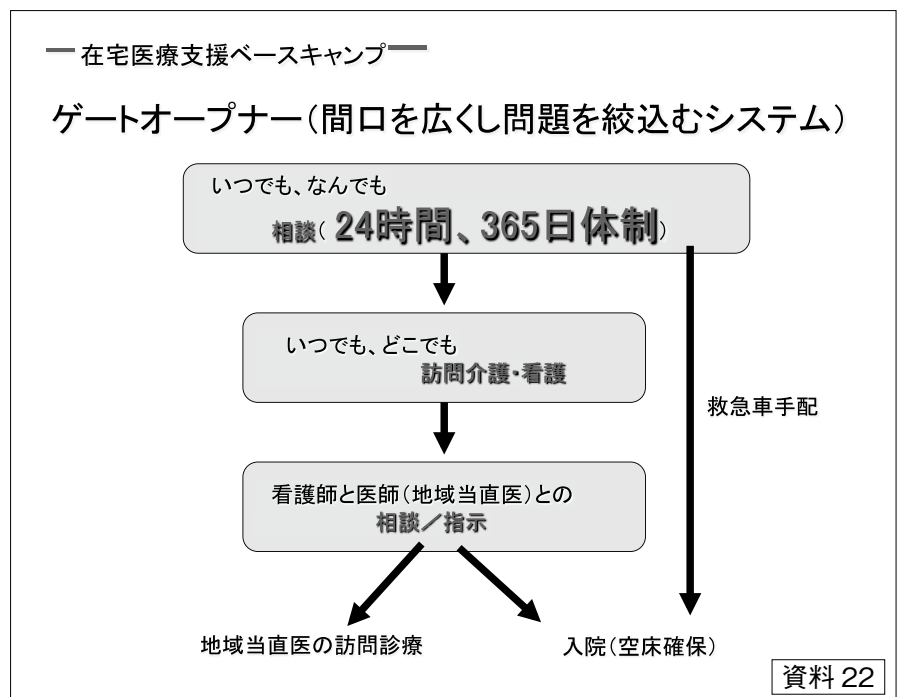 在宅医療支援ベースキャンプ
ゲートオープナー（間口を広くし問題を絞込むシステム）
いつでも、なんでも
相談（24時間、365日体制）
いつでも、どこでも
訪問介護・看護
救急車手配
看護師と医師（地域当直医）との
相談／指示
地域当直医の訪問診療
入院（空床確保）
資料 22